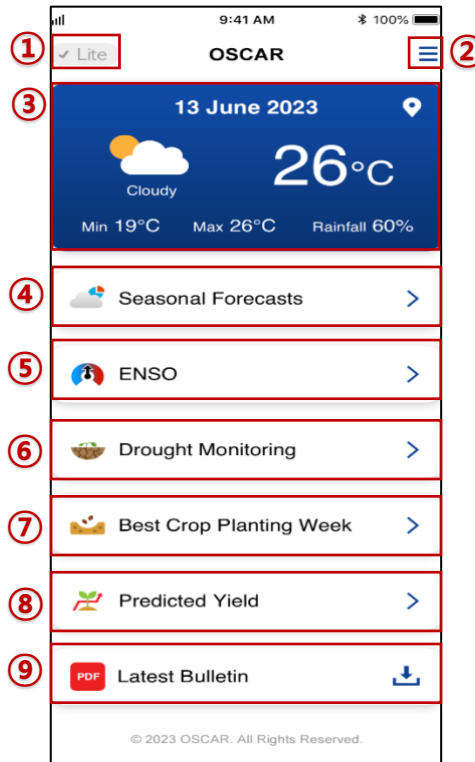 9:41 AM 100%
① ✓ Lite OSCAR ②
③ 13 June 2023
26°C
Cloudy
Min 19°C Max 26°C Rainfall 60%
④ Seasonal Forecasts
⑤ ENSO
⑥ Drought Monitoring
⑦ Best Crop Planting Week
⑧ Predicted Yield
⑨ PDF Latest Bulletin
© 2023 OSCAR. All Rights Reserved.